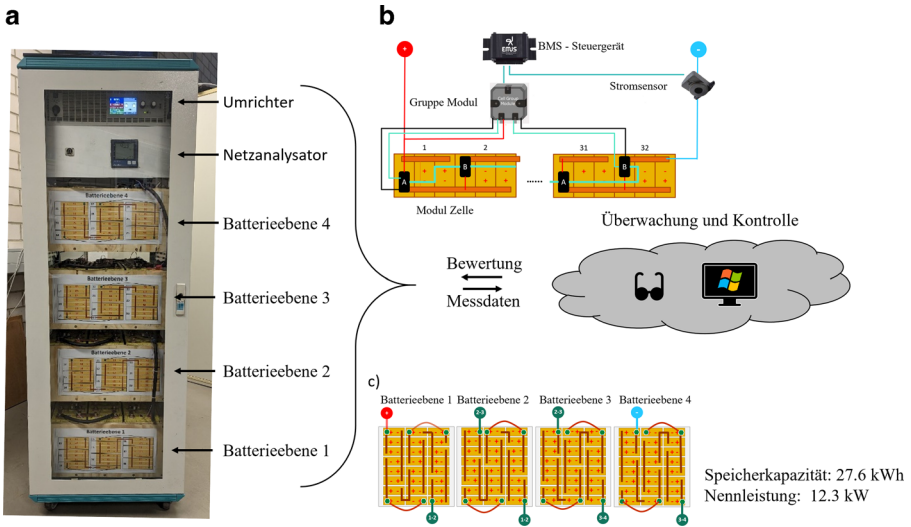 a
Umrichter
Netzanalysator
Batterieebene 4
Batterieebene 3
Batterieebene 2
Batterieebene 1
Batterieebene 4
Batterieebene 3
Batterieebene 2
b
+
EMUS
BMS - Steuergerät
-
Stromsensor
Gruppe Modul
Cell Group
Module
1
2
31
32
A
B
......
A
B
Modul Zelle
Überwachung und Kontrolle
Bewertung
Messdaten
c)
Batterieebene 1
Batterieebene 2
Batterieebene 3
Batterieebene 4
+
2-3
2-3
-
1-2
1-2
3-4
3-4
Speicherkapazität: 27.6 kWh
Nennleistung: 12.3 kW